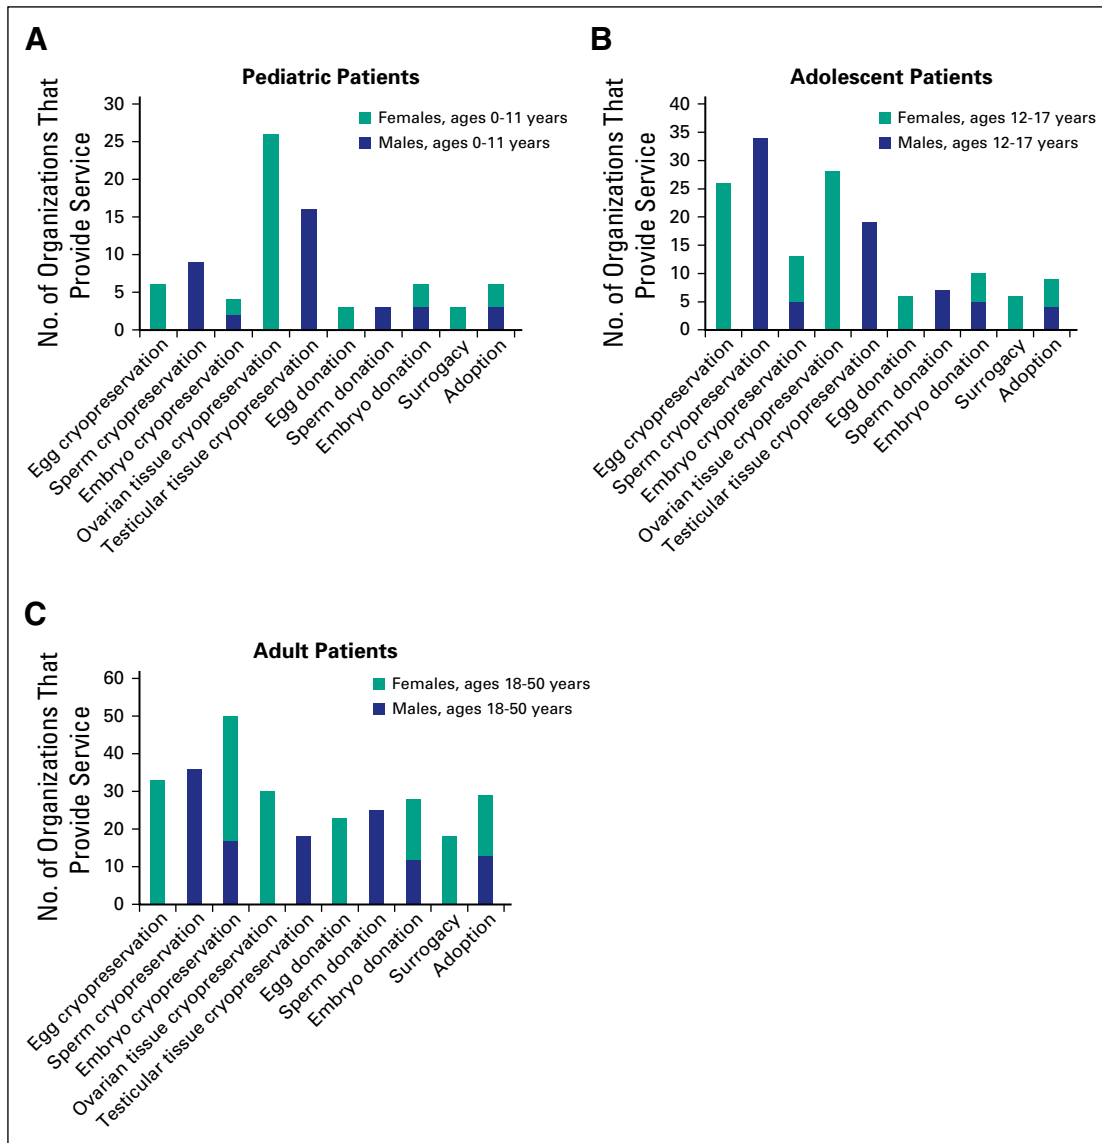 A
Pediatric Patients
No. of Organizations That
Provide Service
30
25
20
15
10
5
0
Females, ages 0-11 years
Males, ages 0-11 years
Egg cryopreservation
Sperm cryopreservation
Embryo cryopreservation
Ovarian tissue cryopreservation
Testicular tissue cryopreservation
Egg donation
Sperm donation
Embryo donation
Surrogacy
Adoption
B
Adolescent Patients
No. of Organizations That
Provide Service
40
35
30
25
20
15
10
5
0
Females, ages 12-17 years
Males, ages 12-17 years
Egg cryopreservation
Sperm cryopreservation
Embryo cryopreservation
Ovarian tissue cryopreservation
Testicular tissue cryopreservation
Egg donation
Sperm donation
Embryo donation
Surrogacy
Adoption
C
Adult Patients
No. of Organizations That
Provide Service
60
50
40
30
20
10
0
Females, ages 18-50 years
Males, ages 18-50 years
Egg cryopreservation
Sperm cryopreservation
Embryo cryopreservation
Ovarian tissue cryopreservation
Testicular tissue cryopreservation
Egg donation
Sperm donation
Embryo donation
Surrogacy
Adoption